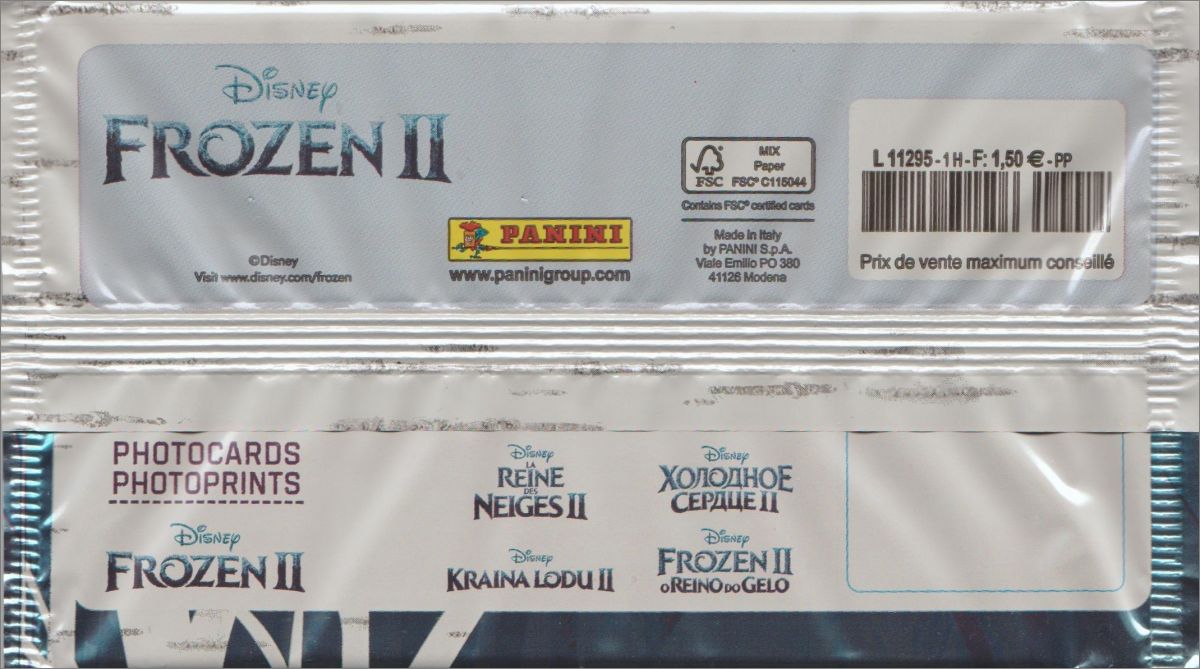 Disney
FROZEN II
©Disney
Visit www.disney.com/frozen
PANINI
www.paninigroup.com
FSC
MIX
Paper
FSC® C115044
Contains FSC® certified cards
Made in Italy
by PANINI S.p.A.
Viale Emilio PO 380
41126 Modena
L 11295 - 1 H - F: 1,50 € - PP
Prix de vente maximum conseillé
PHOTOCARDS
PHOTOPRINTS
Disney
FROZEN II
Disney
LA
REINE
DES
NEIGES II
Disney
KRAINA LODU II
Disney
ХОЛОДНОЕ
СЕРДЦЕ II
Disney
FROZEN II
O REINO DO GELO